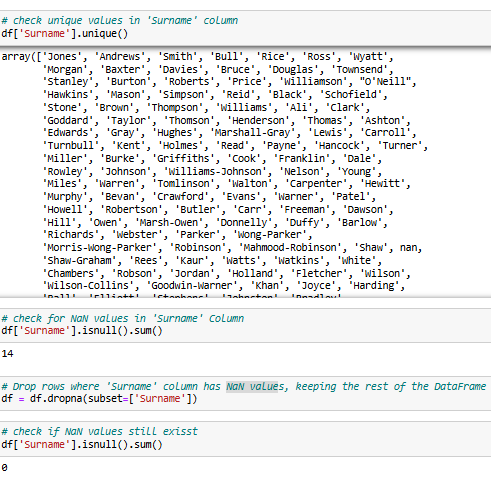 # check unique values in 'Surname' column
df['Surname'].unique()
array(['Jones', 'Andrews', 'Smith', 'Bull', 'Rice', 'Ross', 'Wyatt',
'Morgan', 'Baxter', 'Davies', 'Bruce', 'Douglas', 'Townsend',
'Stanley', 'Burton', 'Roberts', 'Price', 'Williamson', "O'Neill",
'Hawkins', 'Mason', 'Simpson', 'Reid', 'Black', 'Schofield',
'Stone', 'Brown', 'Thompson', 'Williams', 'Ali', 'Clark',
'Goddard', 'Taylor', 'Thomson', 'Henderson', 'Thomas', 'Ashton',
'Edwards', 'Gray', 'Hughes', 'Marshall-Gray', 'Lewis', 'Carroll',
'Turnbull', 'Kent', 'Holmes', 'Read', 'Payne', 'Hancock', 'Turner',
'Miller', 'Burke', 'Griffiths', 'Cook', 'Franklin', 'Dale',
'Rowley', 'Johnson', 'Williams-Johnson', 'Nelson', 'Young',
'Miles', 'Warren', 'Tomlinson', 'Walton', 'Carpenter', 'Hewitt',
'Murphy', 'Bevan', 'Crawford', 'Evans', 'Warner', 'Patel',
'Howell', 'Robertson', 'Butler', 'Carr', 'Freeman', 'Dawson',
'Hill', 'Owen', 'Marsh-Owen', 'Donnelly', 'Duffy', 'Barlow',
'Richards', 'Webster', 'Parker', 'Wong-Parker',
'Morris-Wong-Parker', 'Robinson', 'Mahmood-Robinson', 'Shaw', nan,
'Shaw-Graham', 'Rees', 'Kaur', 'Watts', 'Watkins', 'White',
'Chambers', 'Robson', 'Jordan', 'Holland', 'Fletcher', 'Wilson',
'Wilson-Collins', 'Goodwin-Warner', 'Khan', 'Joyce', 'Harding',
'Ball', 'Elliott', 'Stephens', 'Johnston', 'Bradley',
# check for NaN values in 'Surname' Column
df['Surname'].isnull().sum()
14
# Drop rows where 'Surname' column has NaN values, keeping the rest of the DataFrame
df = df.dropna(subset=['Surname'])
# check if NaN values still exisst
df['Surname'].isnull().sum()
0